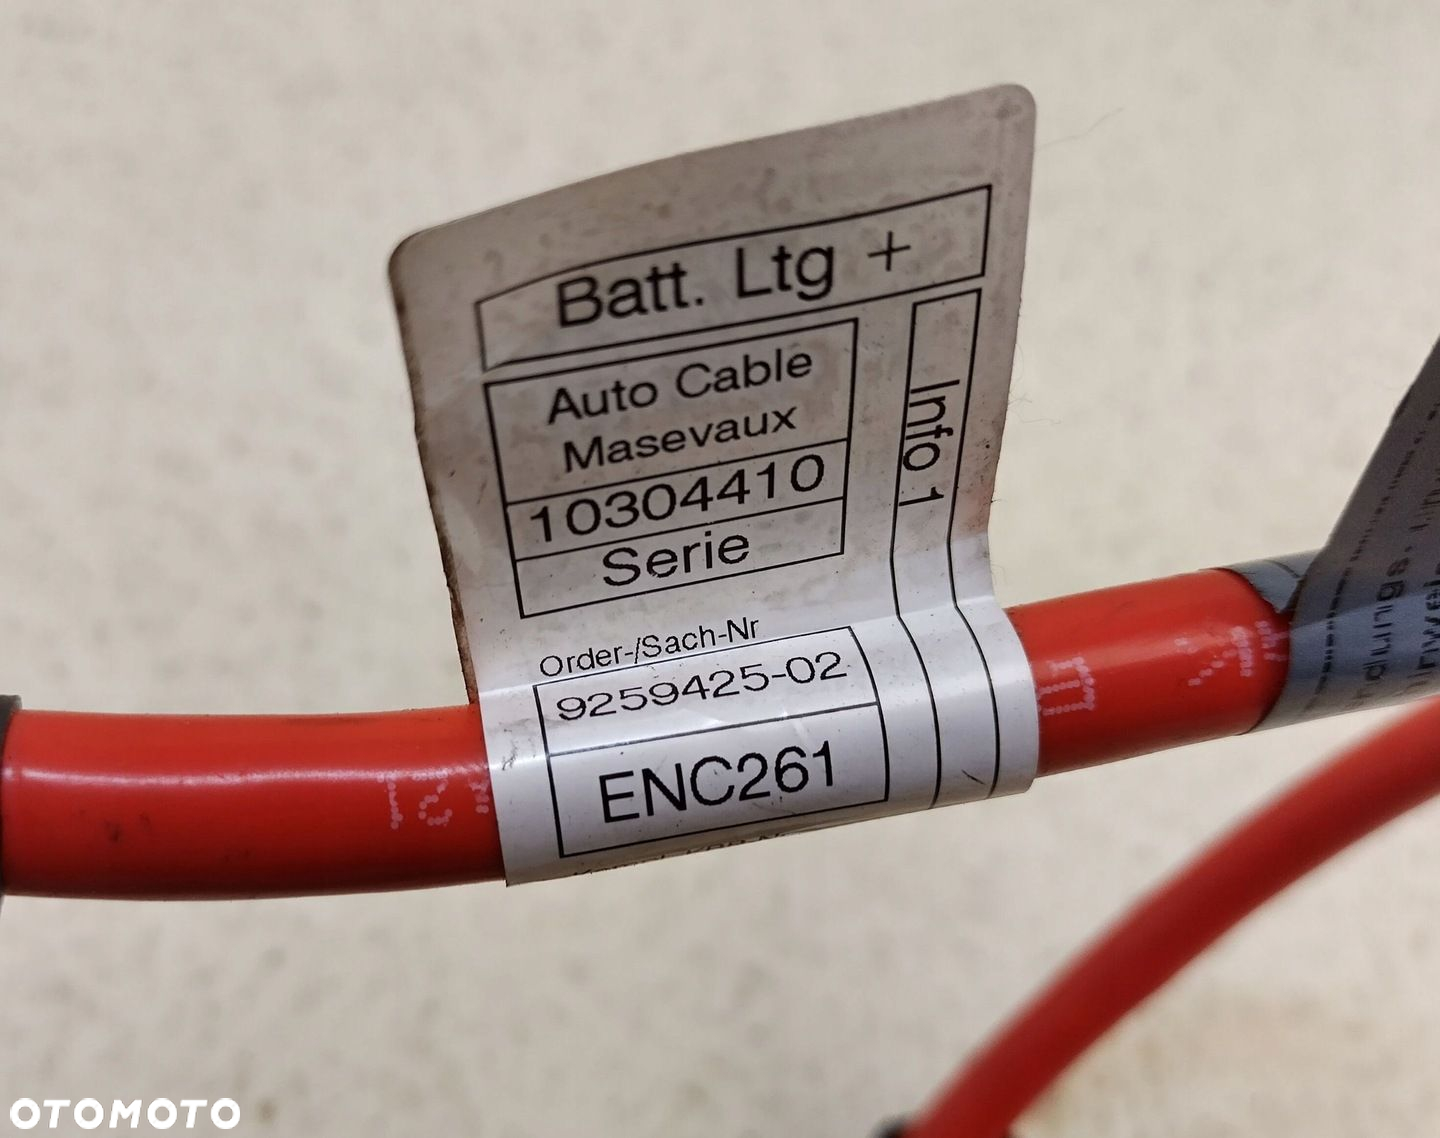 Batt. Ltg +
Auto Cable
Masevaux
10304410
Serie
Info 1
Order-/Sach-Nr
9259425-02
ENC261
OTOMOTO